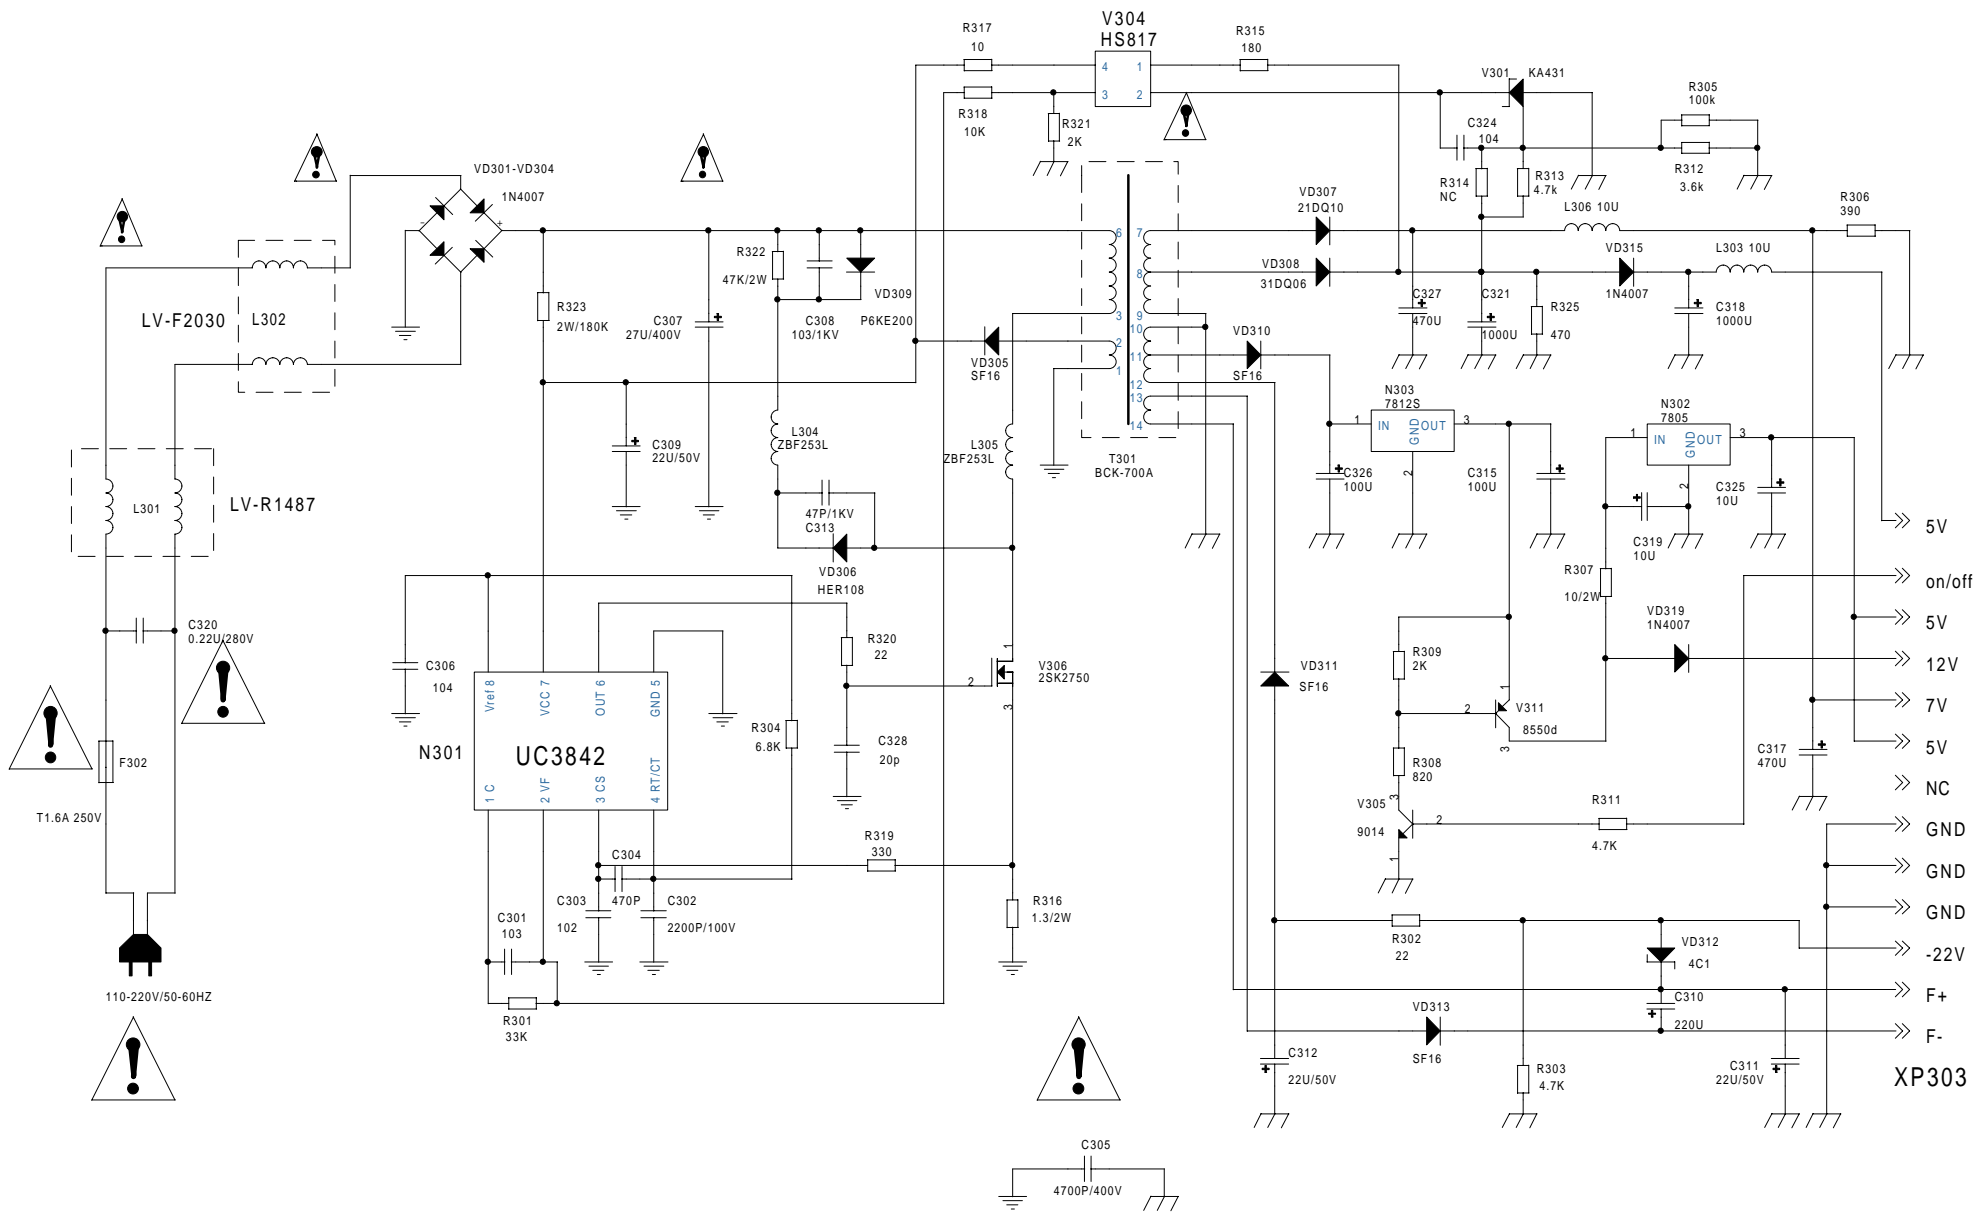 R317
10
V304
HS817
R315
180
4
1
3
2
R318
10K
R321
2K
V301
KA431
R305
100k
C324
104
R312
3.6k
R314
NC
R313
4.7k
VD301-VD304
1N4007
-
+
VD307
21DQ10
L306 10U
R306
390
R322
47K/2W
VD309
P6KE200
C308
103/1KV
6
7
8
3
9
10
2
11
1
12
13
14
VD308
31DQ06
VD315
1N4007
L303 10U
R323
2W/180K
C307
27U/400V
C327
470U
C321
1000U
R325
470
C318
1000U
LV-F2030
L302
VD305
SF16
VD310
SF16
N303
7812S
1
IN
GND
OUT
3
2
N302
7805
1
IN
GND
OUT
3
2
L304
ZBF253L
L305
ZBF253L
C309
22U/50V
T301
BCK-700A
C326
100U
C315
100U
C325
10U
C319
10U
L301
LV-R1487
47P/1KV
C313
VD306
HER108
5V
R307
10/2W
on/off
C320
0.22U/280V
C306
104
R320
22
V306
2SK2750
1
2
3
VD311
SF16
R309
2K
VD319
1N4007
5V
12V
7V
5V
NC
GND
GND
GND
-22V
F+
F-
XP303
Vref 8
VCC 7
OUT 6
GND 5
N301
UC3842
1 C
2 VF
3 CS
4 RT/CT
R304
6.8K
C328
20p
V311
8550d
1
2
3
C317
470U
F302
T1.6A 250V
R308
820
V305
9014
3
2
1
R311
4.7K
R319
330
C304
470P
C303
102
C302
2200P/100V
C301
103
R316
1.3/2W
R302
22
VD312
4C1
110-220V/50-60HZ
R301
33K
VD313
SF16
C310
220U
C312
22U/50V
R303
4.7K
C311
22U/50V
C305
4700P/400V